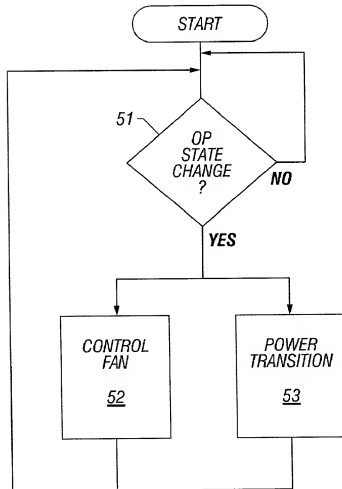 START
51
OP
STATE
CHANGE
?
NO
YES
CONTROL
FAN
52
POWER
TRANSITION
53